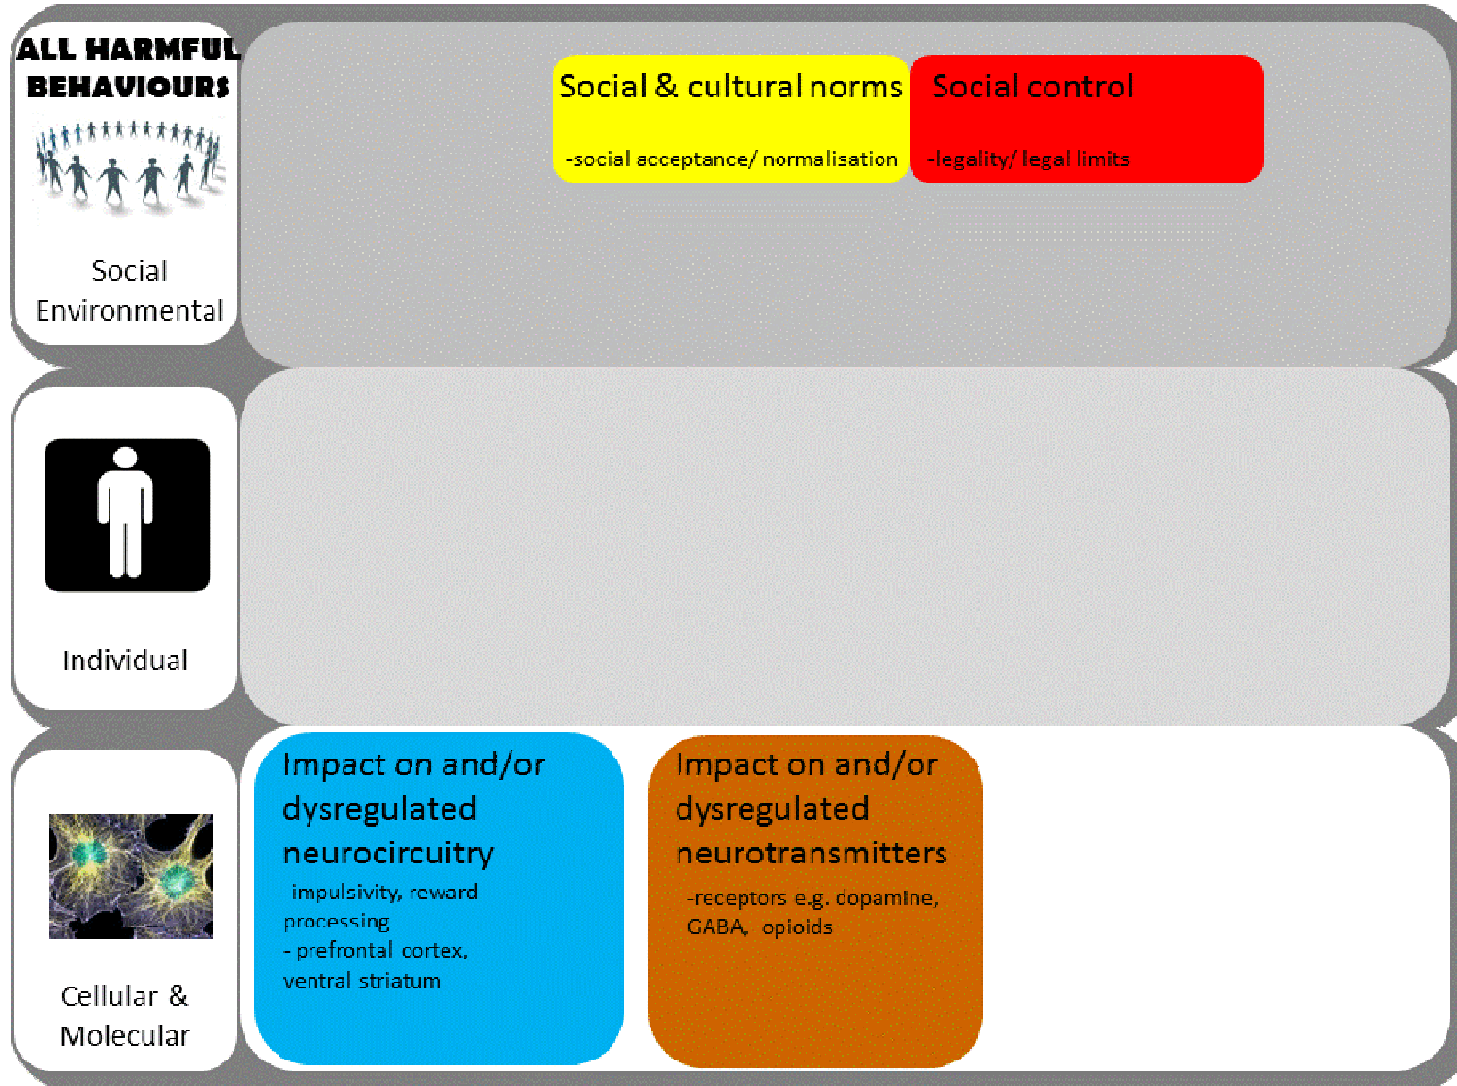 ALL HARMFUL
BEHAVIOURS
Social
Environmental
Social & cultural norms
-social acceptance/ normalisation
Social control
-legality/ legal limits
Individual
Cellular &
Molecular
Impact on and/or
dysregulated
neurocircuitry
-impulsivity, reward
processing
- prefrontal cortex,
ventral striatum
Impact on and/or
dysregulated
neurotransmitters
-receptors e.g. dopamine,
GABA, opioids